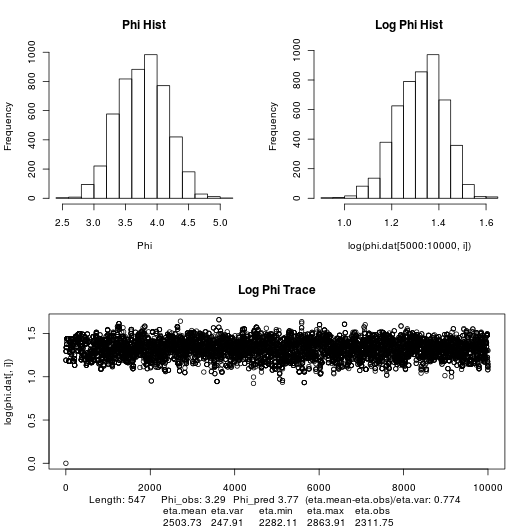 Phi Hist
Log Phi Hist
Frequency
0 200 400 600 800 1000
2.5 3.0 3.5 4.0 4.5 5.0
Phi
Frequency
0 200 400 600 800 1000
1.0 1.2 1.4 1.6
log(phi.dat[5000:10000, i])
Log Phi Trace
log(phi.dat[, i])
0.0 0.5 1.0 1.5
0 2000 4000 6000 8000 10000
Length: 547 Phi_obs: 3.29 Phi_pred 3.77 (eta.mean-eta.obs)/eta.var: 0.774
eta.mean eta.var eta.min eta.max eta.obs
2503.73 247.91 2282.11 2863.91 2311.75